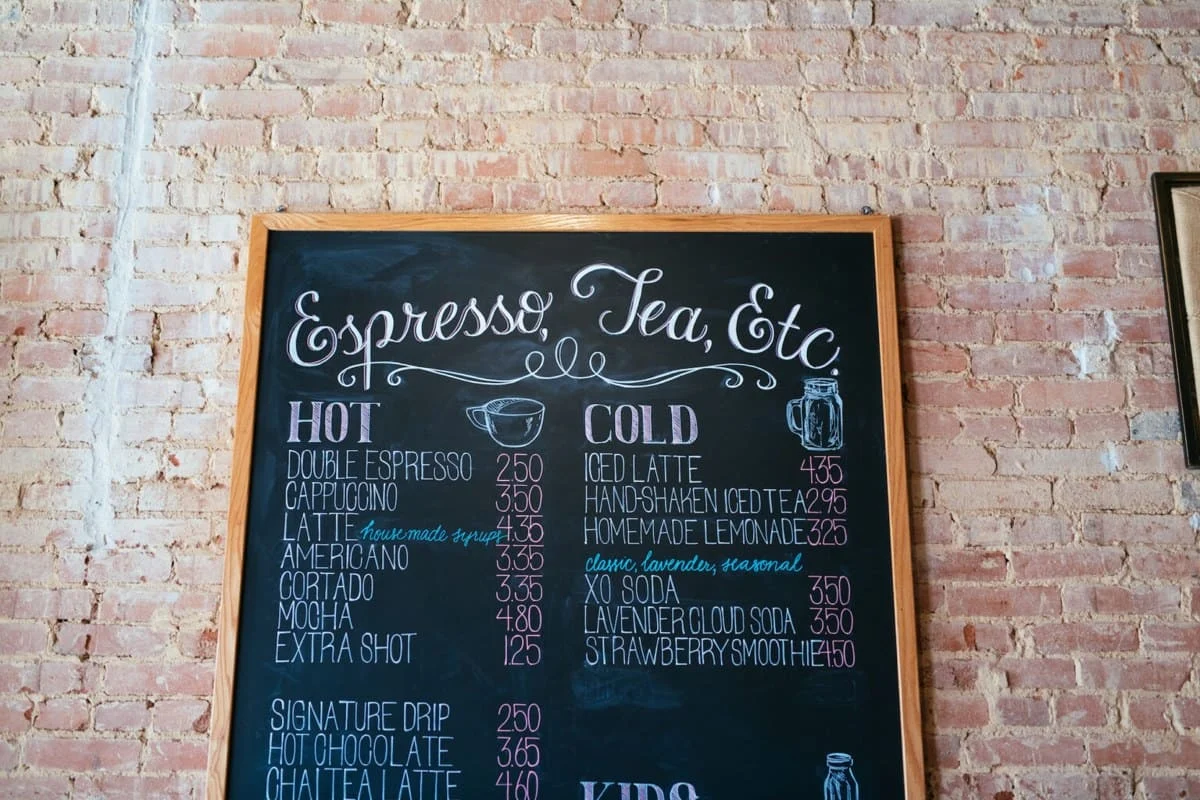 Espresso, Tea, Etc.
HOT
DOUBLE ESPRESSO 2.50
CAPPUCCINO 3.50
LATTE housemade syrups 4.35
AMERICANO 3.35
CORTADO 3.35
MOCHA 4.80
EXTRA SHOT 1.25
SIGNATURE DRIP 2.50
HOT CHOCOLATE 3.65
CHAI TEA LATTE 4.60
COLD
ICED LATTE 4.35
HAND-SHAKEN ICED TEA 2.95
HOMEMADE LEMONADE 3.25
classic, lavender, seasonal
XO SODA 3.50
LAVENDER CLOUD SODA 3.50
STRAWBERRY SMOOTHIE 4.50
KIDS